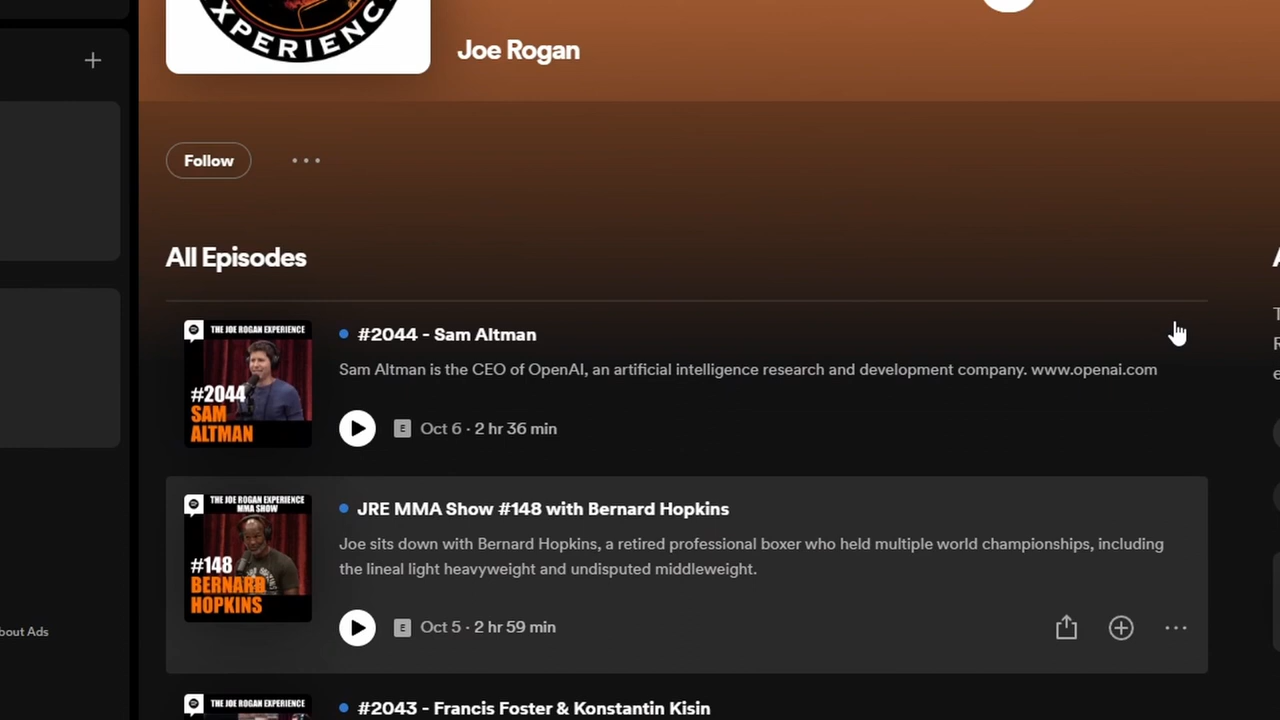 EXPERIENCE
Joe Rogan
Follow
All Episodes
THE JOE ROGAN EXPERIENCE
#2044
SAM
ALTMAN
#2044 - Sam Altman
Sam Altman is the CEO of OpenAI, an artificial intelligence research and development company. www.openai.com
E Oct 6 · 2 hr 36 min
THE JOE ROGAN EXPERIENCE
MMA SHOW
#148
BERNARD
HOPKINS
JRE MMA Show #148 with Bernard Hopkins
Joe sits down with Bernard Hopkins, a retired professional boxer who held multiple world championships, including
the lineal light heavyweight and undisputed middleweight.
E Oct 5 · 2 hr 59 min
bout Ads
THE JOE ROGAN EXPERIENCE
#2043 - Francis Foster & Konstantin Kisin